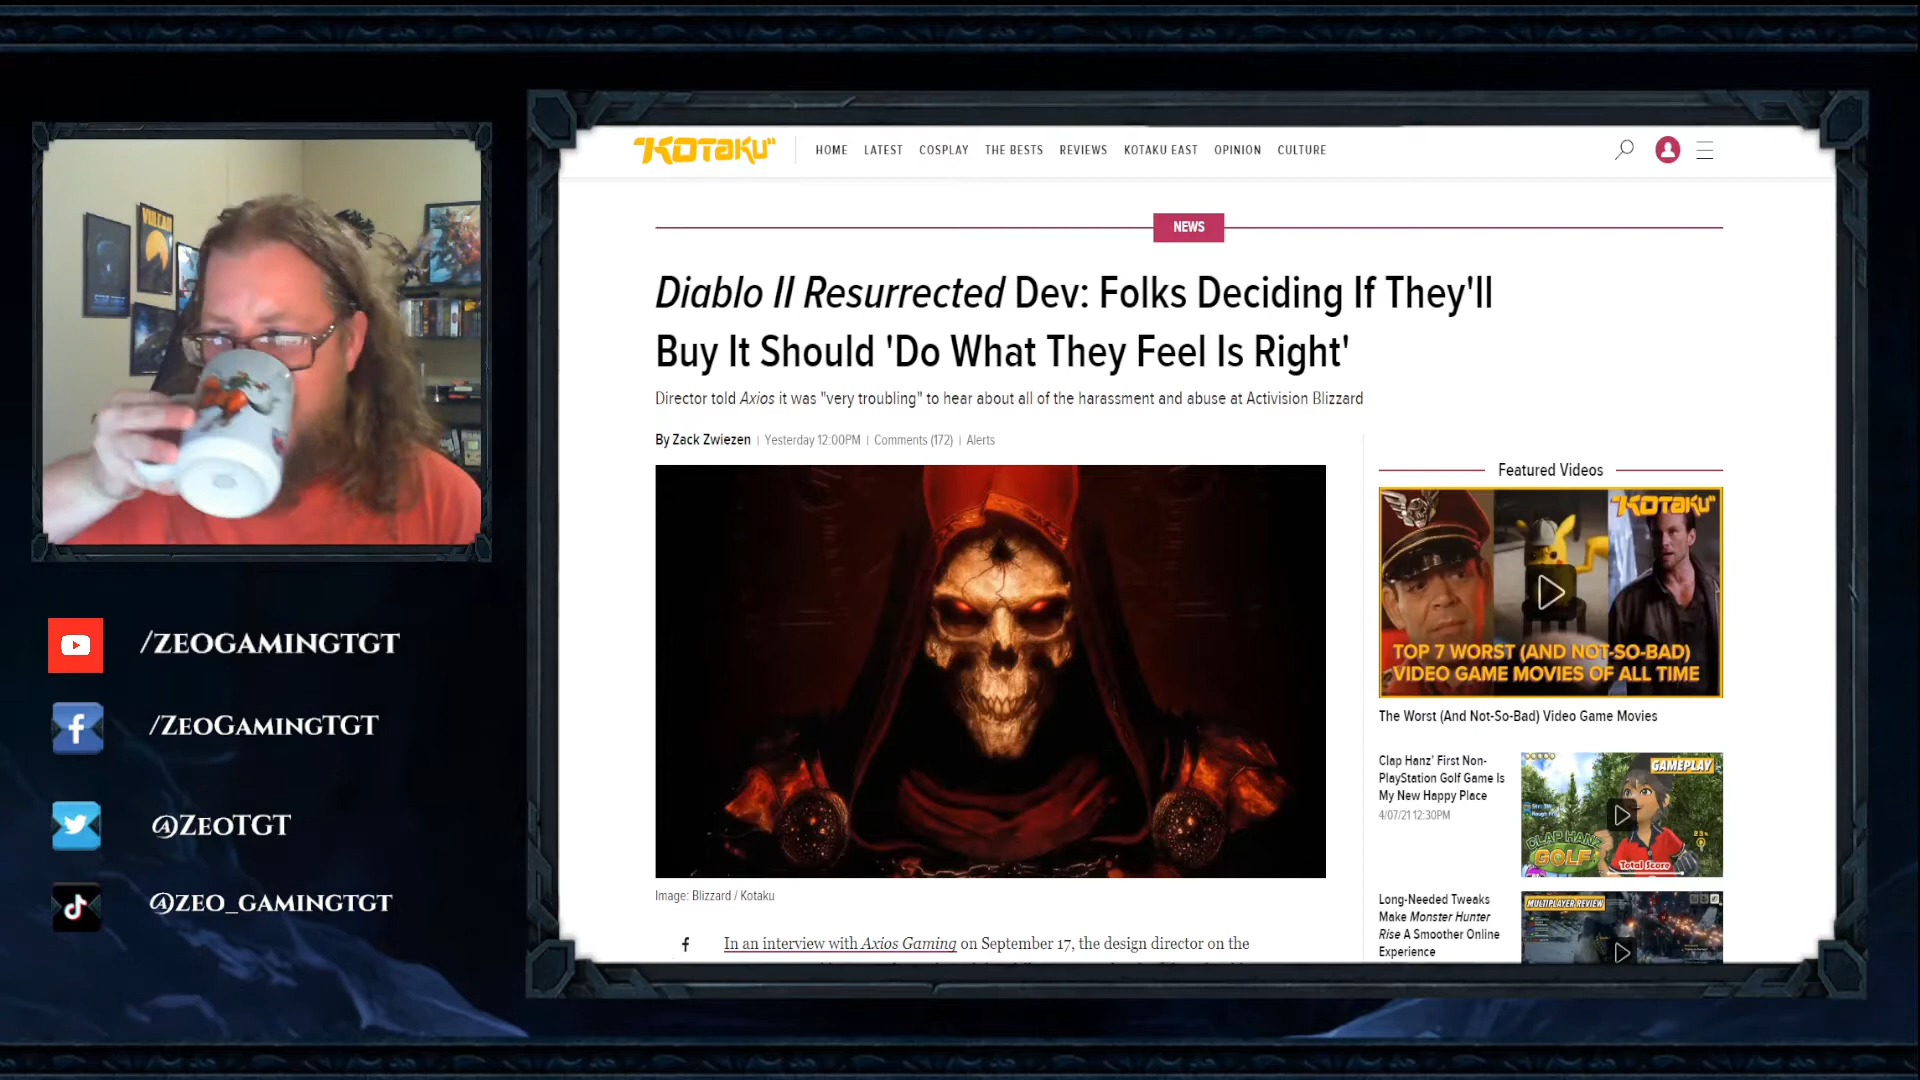 VILLAIN
/ZEOGAMINGTGT
/ZEOGAMINGTGT
@ZEOTGT
@ZEO_GAMINGTGT
"KOTAKU"
HOME LATEST COSPLAY THE BESTS REVIEWS KOTAKU EAST OPINION CULTURE
NEWS
Diablo II Resurrected Dev: Folks Deciding If They'll
Buy It Should 'Do What They Feel Is Right'
Director told Axios it was "very troubling" to hear about all of the harassment and abuse at Activision Blizzard
By Zack Zwiezen | Yesterday 12:00PM | Comments (172) | Alerts
Image: Blizzard / Kotaku
In an interview with Axios Gaming on September 17, the design director on the
Featured Videos
"KOTAKU"
TOP 7 WORST (AND NOT-SO-BAD)
VIDEO GAME MOVIES OF ALL TIME
The Worst (And Not-So-Bad) Video Game Movies
Clap Hanz' First Non-
PlayStation Golf Game Is
My New Happy Place
4/07/21 12:30PM
GAMEPLAY
CLAP HANZ
GOLF
Total Score
Long-Needed Tweaks
Make Monster Hunter
Rise A Smoother Online
Experience
MULTIPLAYER REVIEW